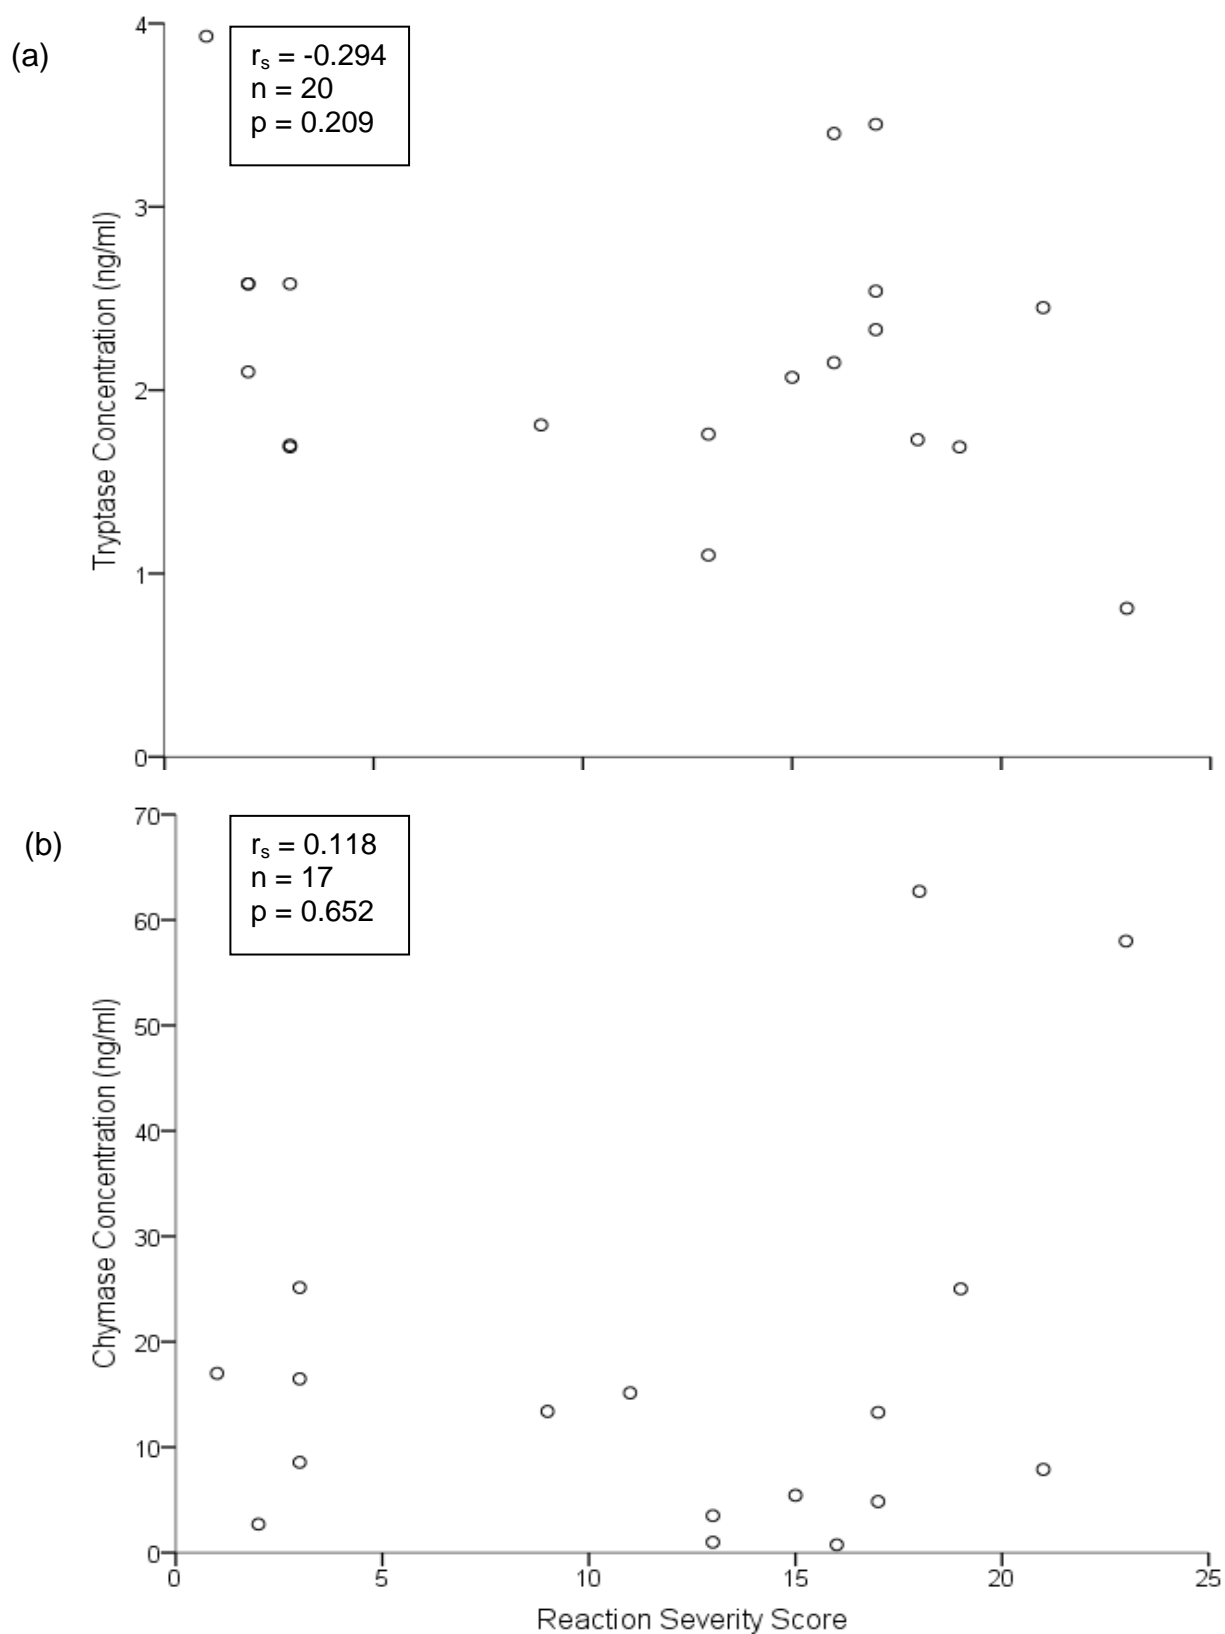 (a)
rs = -0.294
n = 20
p = 0.209
4
3
2
1
0
Tryptase Concentration (ng/ml)
(b)
rs = 0.118
n = 17
p = 0.652
70
60
50
40
30
20
10
0
Chymase Concentration (ng/ml)
0 5 10 15 20 25
Reaction Severity Score